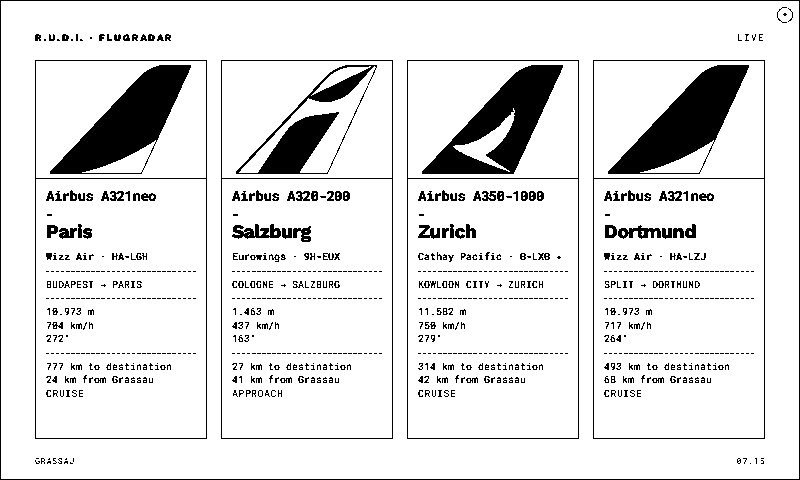 R.U.D.I. · FLUGRADAR
LIVE
Airbus A321neo
-
Paris
Wizz Air · HA-LGH
BUDAPEST → PARIS
10.973 m
704 km/h
272°
777 km to destination
24 km from Grassau
CRUISE
Airbus A320-200
-
Salzburg
Eurowings · 9H-EUX
COLOGNE → SALZBURG
1.463 m
437 km/h
163°
27 km to destination
41 km from Grassau
APPROACH
Airbus A350-1000
-
Zurich
Cathay Pacific · B-LXB ✦
KOWLOON CITY → ZURICH
11.582 m
750 km/h
279°
314 km to destination
42 km from Grassau
CRUISE
Airbus A321neo
-
Dortmund
Wizz Air · HA-LZJ
SPLIT → DORTMUND
10.973 m
717 km/h
264°
493 km to destination
68 km from Grassau
CRUISE
GRASSAU
07.15